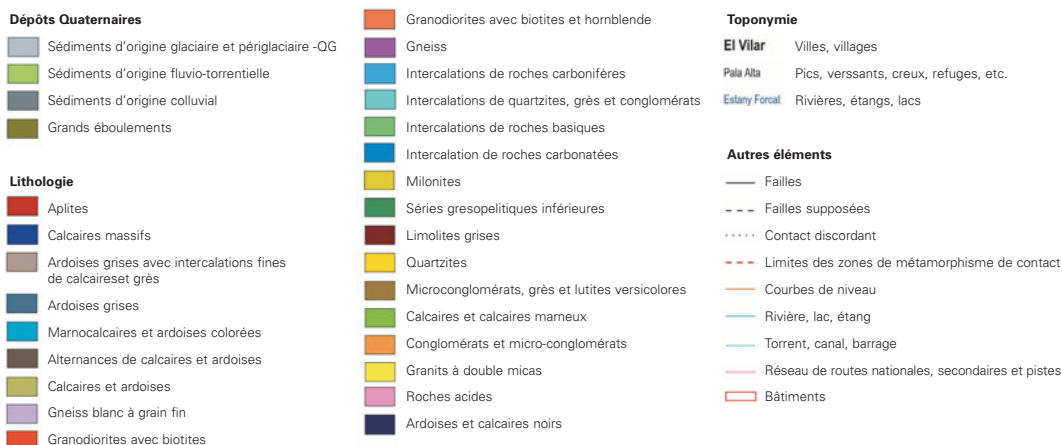 Dépôts Quaternaires
Sédiments d'origine glaciaire et périglaciaire -QG
Sédiments d'origine fluvio-torrentielle
Sédiments d'origine colluvial
Grands éboulements
Lithologie
Aplites
Calcaires massifs
Ardoises grises avec intercalations fines
de calcaireset grès
Ardoises grises
Marnocalcaires et ardoises colorées
Alternances de calcaires et ardoises
Calcaires et ardoises
Gneiss blanc à grain fin
Granodiorites avec biotites
Granodiorites avec biotites et hornblende
Gneiss
Intercalations de roches carbonifères
Intercalations de quartzites, grès et conglomérats
Intercalations de roches basiques
Intercalation de roches carbonatées
Milonites
Séries gresopelitiques inférieures
Limolites grises
Quartzites
Microconglomérats, grès et lutites versicolores
Calcaires et calcaires marneux
Conglomérats et micro-conglomérats
Granits à double micas
Roches acides
Ardoises et calcaires noirs
Toponymie
El Vilar Villes, villages
Pala Alta Pics, verssants, creux, refuges, etc.
Estany Forcat Rivières, étangs, lacs
Autres éléments
Failles
Failles supposées
Contact discordant
Limites des zones de métamorphisme de contact
Courbes de niveau
Rivière, lac, étang
Torrent, canal, barrage
Réseau de routes nationales, secondaires et pistes
Bâtiments